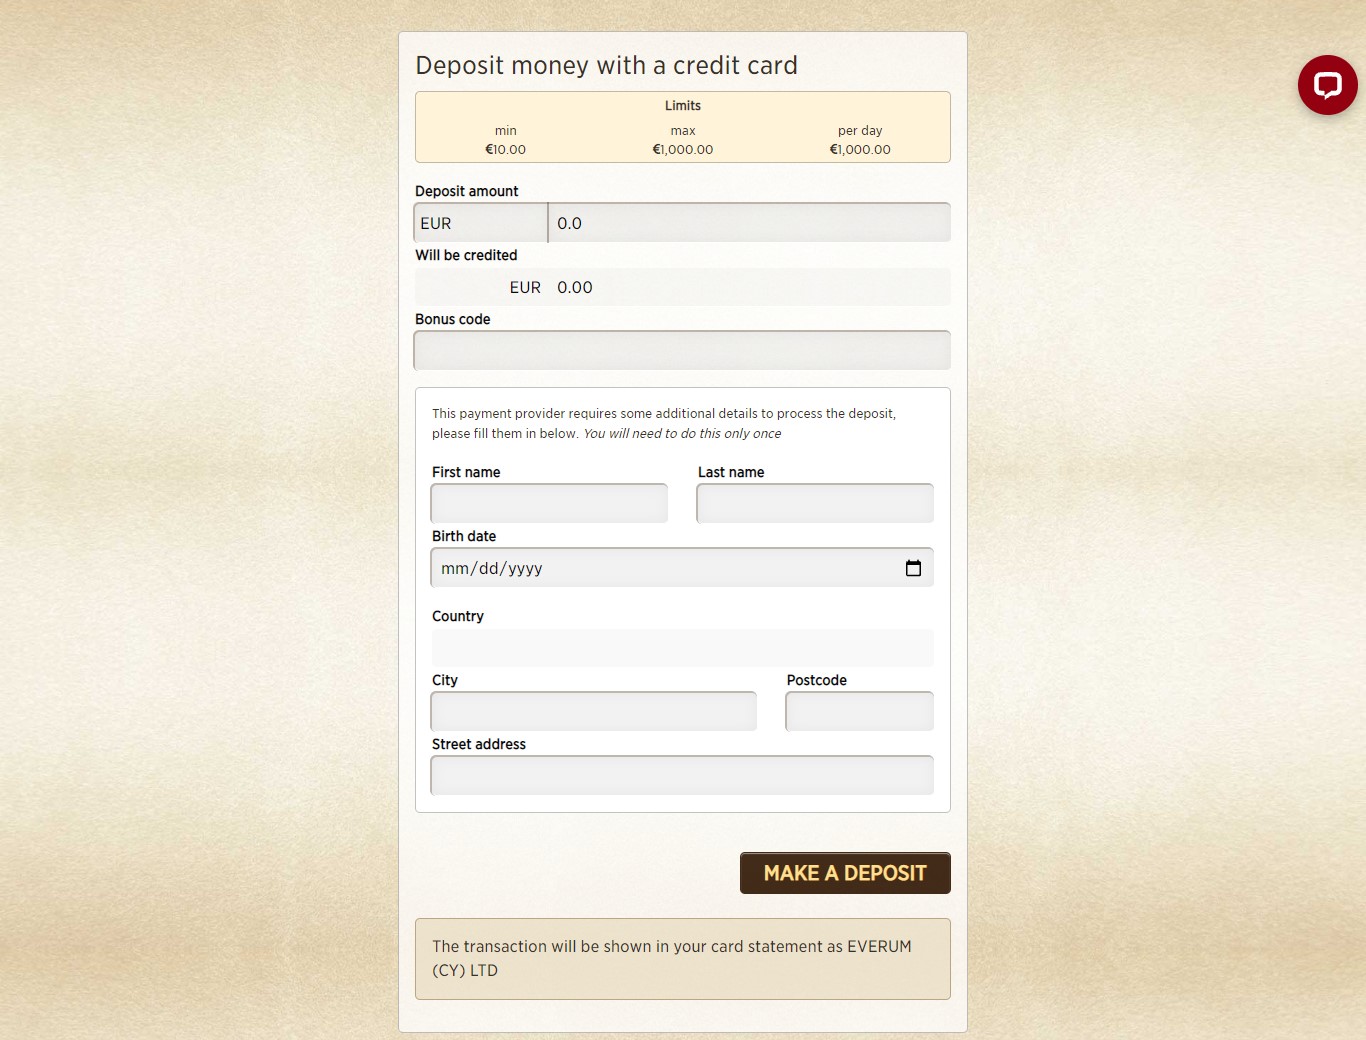 Deposit money with a credit card
Limits
min max per day
€10.00 €1,000.00 €1,000.00
Deposit amount
EUR 0.0
Will be credited
EUR 0.00
Bonus code
This payment provider requires some additional details to process the deposit,
please fill them in below. You will need to do this only once
First name Last name
Birth date
mm/dd/yyyy
Country
City Postcode
Street address
MAKE A DEPOSIT
The transaction will be shown in your card statement as EVERUM
(CY) LTD